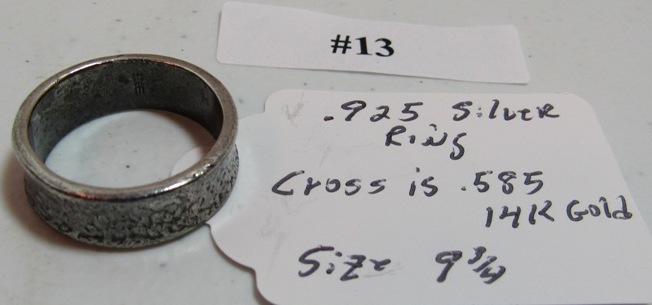 #13
.925 Silver
Ring
Cross is .585
14K Gold
Size 9 3/4